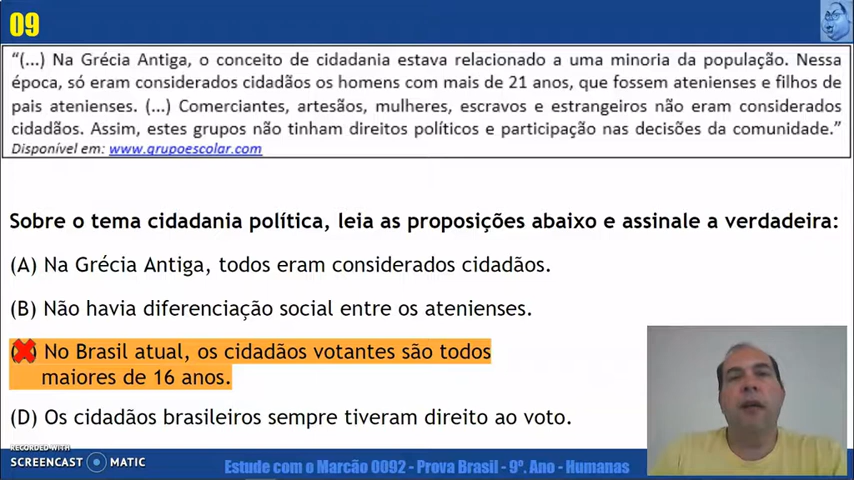 09
“(...) Na Grécia Antiga, o conceito de cidadania estava relacionado a uma minoria da população. Nessa
época, só eram considerados cidadãos os homens com mais de 21 anos, que fossem atenienses e filhos de
pais atenienses. (...) Comerciantes, artesãos, mulheres, escravos e estrangeiros não eram considerados
cidadãos. Assim, estes grupos não tinham direitos políticos e participação nas decisões da comunidade.”
Disponível em: www.grupoescolar.com
Sobre o tema cidadania política, leia as proposições abaixo e assinale a verdadeira:
(A) Na Grécia Antiga, todos eram considerados cidadãos.
(B) Não havia diferenciação social entre os atenienses.
No Brasil atual, os cidadãos votantes são todos
maiores de 16 anos.
(D) Os cidadãos brasileiros sempre tiveram direito ao voto.
RECORDED WITH
SCREENCAST MATIC
Estude com o Marcão 0092 - Prova Brasil - 9º. Ano - Humanas